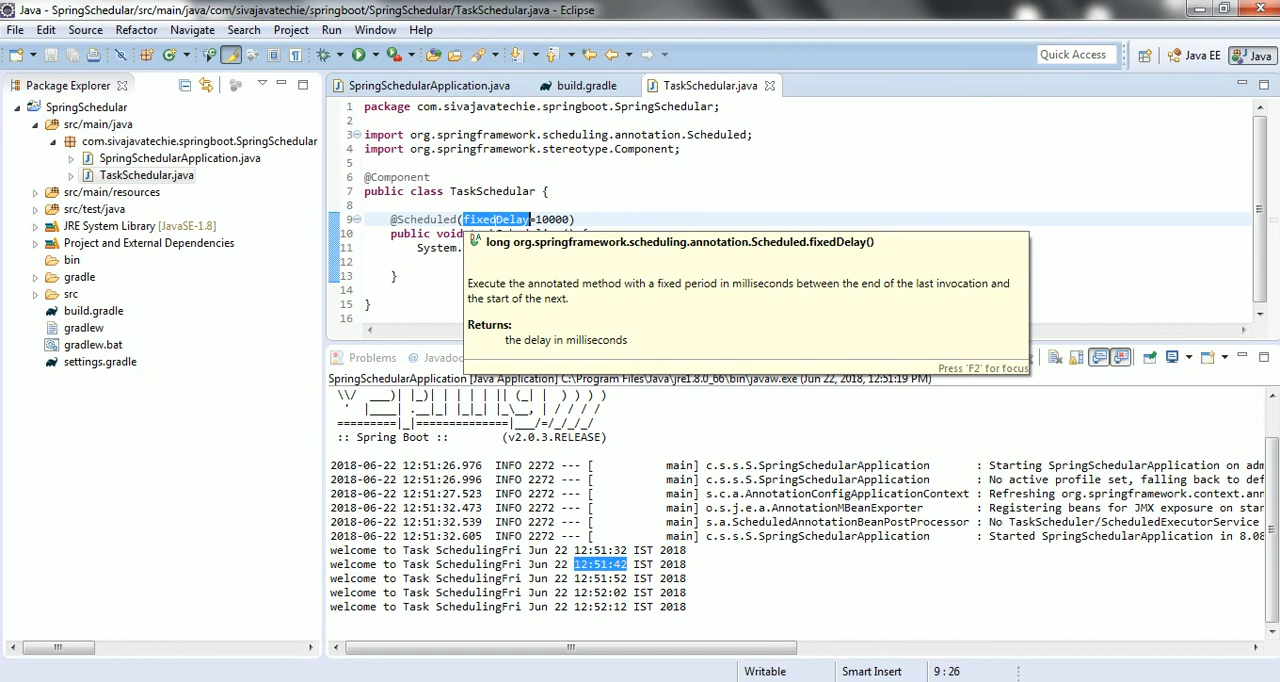 Java - SpringSchedular/src/main/java/com/sivajavatechie/springboot/SpringSchedular/TaskSchedular.java - Eclipse
File Edit Source Refactor Navigate Search Project Run Window Help
Quick Access Java EE Java
Package Explorer
SpringSchedular
src/main/java
com.sivajavatechie.springboot.SpringSchedular
SpringSchedularApplication.java
TaskSchedular.java
src/main/resources
src/test/java
JRE System Library [JavaSE-1.8]
Project and External Dependencies
bin
gradle
src
build.gradle
gradlew
gradlew.bat
settings.gradle
SpringSchedularApplication.java build.gradle TaskSchedular.java
1 package com.sivajavatechie.springboot.SpringSchedular;
2
3 import org.springframework.scheduling.annotation.Scheduled;
4 import org.springframework.stereotype.Component;
5
6 @Component
7 public class TaskSchedular {
8
9 @Scheduled(fixedDelay=10000)
10 public void
11 System.
12
13 }
14
15 }
16
long org.springframework.scheduling.annotation.Scheduled.fixedDelay()
Execute the annotated method with a fixed period in milliseconds between the end of the last invocation and
the start of the next.
Returns:
the delay in milliseconds
Press 'F2' for focus
Problems @ Javadoc
SpringSchedularApplication [Java Application] C:\Program Files\Java\jre1.8.0_66\bin\javaw.exe (Jun 22, 2018, 12:51:19 PM)
\\/ ___)| |_)| | | | | || (_| | ) ) ) )
' |____| .__|_| |_|_| |_\__, | / / / /
=========|_|==============|___/=/_/_/_/
:: Spring Boot :: (v2.0.3.RELEASE)
2018-06-22 12:51:26.976 INFO 2272 --- [ main] c.s.s.S.SpringSchedularApplication : Starting SpringSchedularApplication on adm
2018-06-22 12:51:26.996 INFO 2272 --- [ main] c.s.s.S.SpringSchedularApplication : No active profile set, falling back to def
2018-06-22 12:51:27.523 INFO 2272 --- [ main] s.c.a.AnnotationConfigApplicationContext : Refreshing org.springframework.context.ann
2018-06-22 12:51:32.473 INFO 2272 --- [ main] o.s.j.e.a.AnnotationMBeanExporter : Registering beans for JMX exposure on star
2018-06-22 12:51:32.539 INFO 2272 --- [ main] s.a.ScheduledAnnotationBeanPostProcessor : No TaskScheduler/ScheduledExecutorService
2018-06-22 12:51:32.605 INFO 2272 --- [ main] c.s.s.S.SpringSchedularApplication : Started SpringSchedularApplication in 8.08
welcome to Task SchedulingFri Jun 22 12:51:32 IST 2018
welcome to Task SchedulingFri Jun 22 12:51:42 IST 2018
welcome to Task SchedulingFri Jun 22 12:51:52 IST 2018
welcome to Task SchedulingFri Jun 22 12:52:02 IST 2018
welcome to Task SchedulingFri Jun 22 12:52:12 IST 2018
Writable Smart Insert 9 : 26